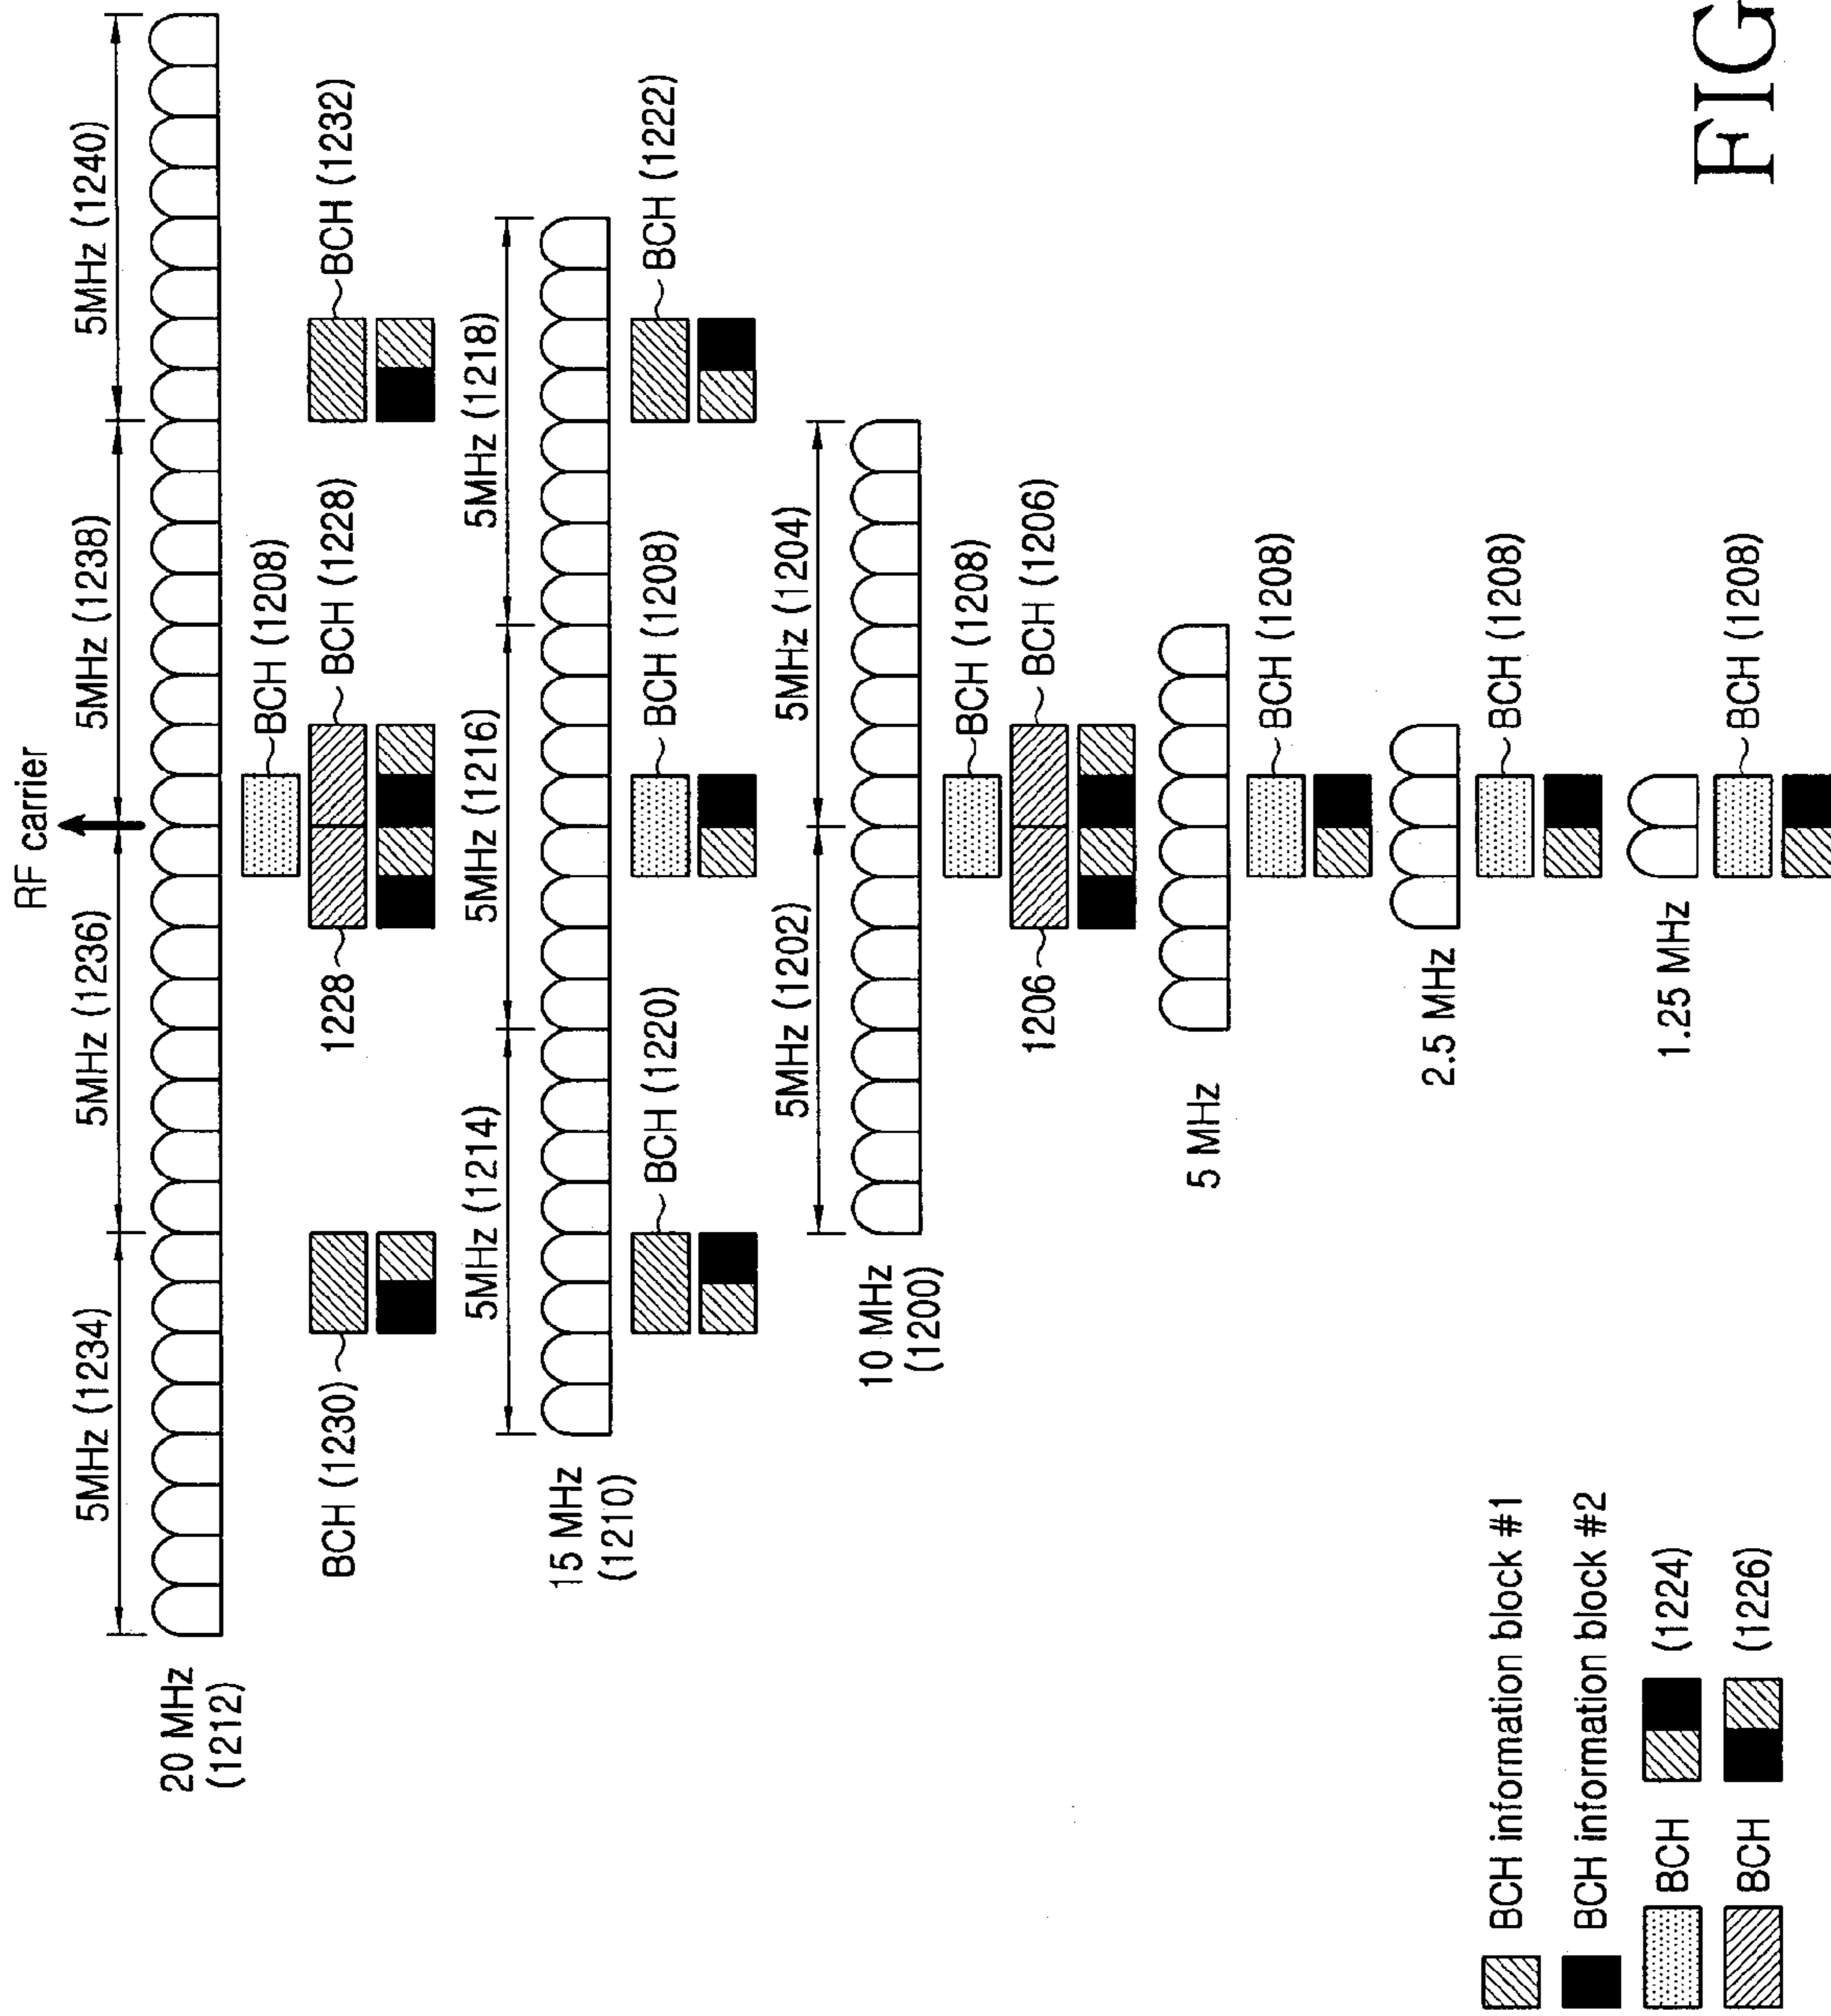 RF carrier
5MHz (1234)
5MHz (1236)
5MHz (1238)
5MHz (1240)
20 MHz
(1212)
BCH (1208)
BCH (1230)
1228
BCH (1228)
BCH (1232)
5MHz (1214)
5MHz (1216)
5MHz (1218)
15 MHz
(1210)
BCH (1220)
BCH (1208)
BCH (1222)
5MHz (1202)
5MHz (1204)
10 MHz
(1200)
BCH (1208)
1206
BCH (1206)
5 MHz
BCH (1208)
2.5 MHz
BCH (1208)
1.25 MHz
BCH (1208)
BCH information block #1
BCH information block #2
BCH (1224)
BCH (1226)
FIG